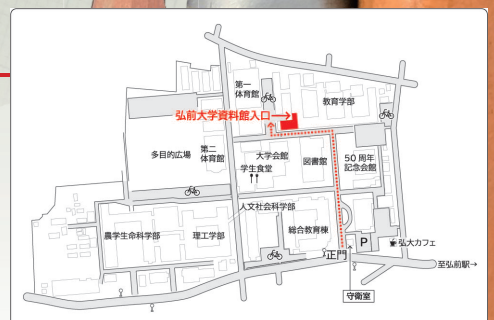 第一
体育館
教育学部
弘前大学資料館入口→
多目的広場
第二
体育館
大学会館
学生食堂
図書館
50周年
記念会館
人文社会科学部
農学生命科学部
理工学部
総合教育棟
正門
P
弘大カフェ
至弘前駅→
守衛室